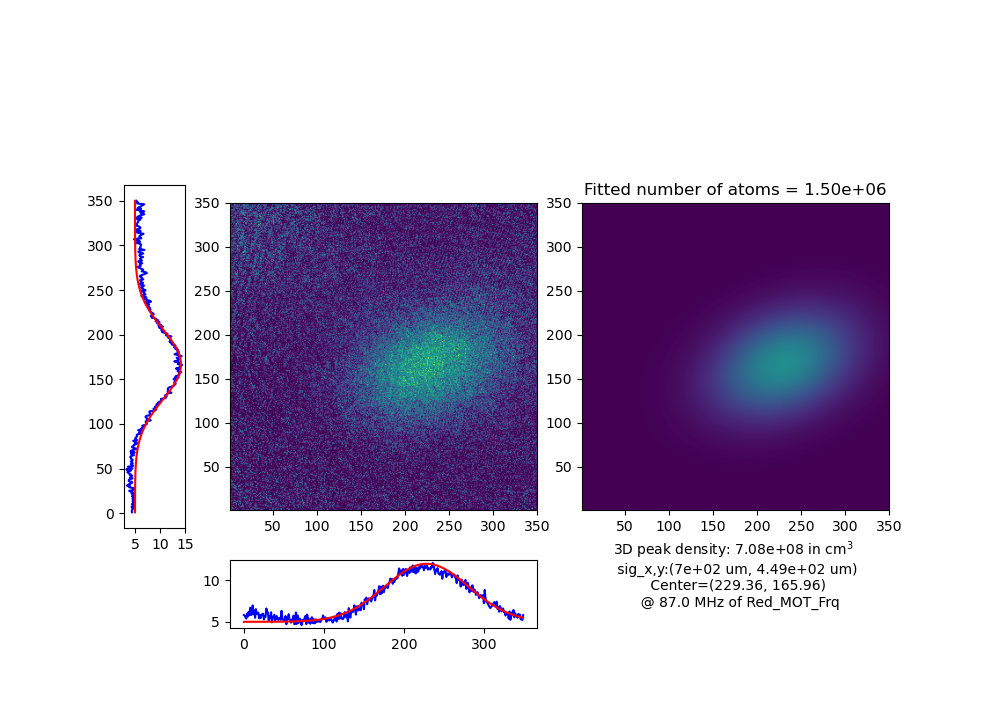 Fitted number of atoms = 1.50e+06
350
300
250
200
150
100
50
0
5 10 15
350
300
250
200
150
100
50
50 100 150 200 250 300 350
350
300
250
200
150
100
50
50 100 150 200 250 300 350
3D peak density: 7.08e+08 in cm³
sig_x,y:(7e+02 um, 4.49e+02 um)
Center=(229.36, 165.96)
@ 87.0 MHz of Red_MOT_Frq
10
5
0 100 200 300